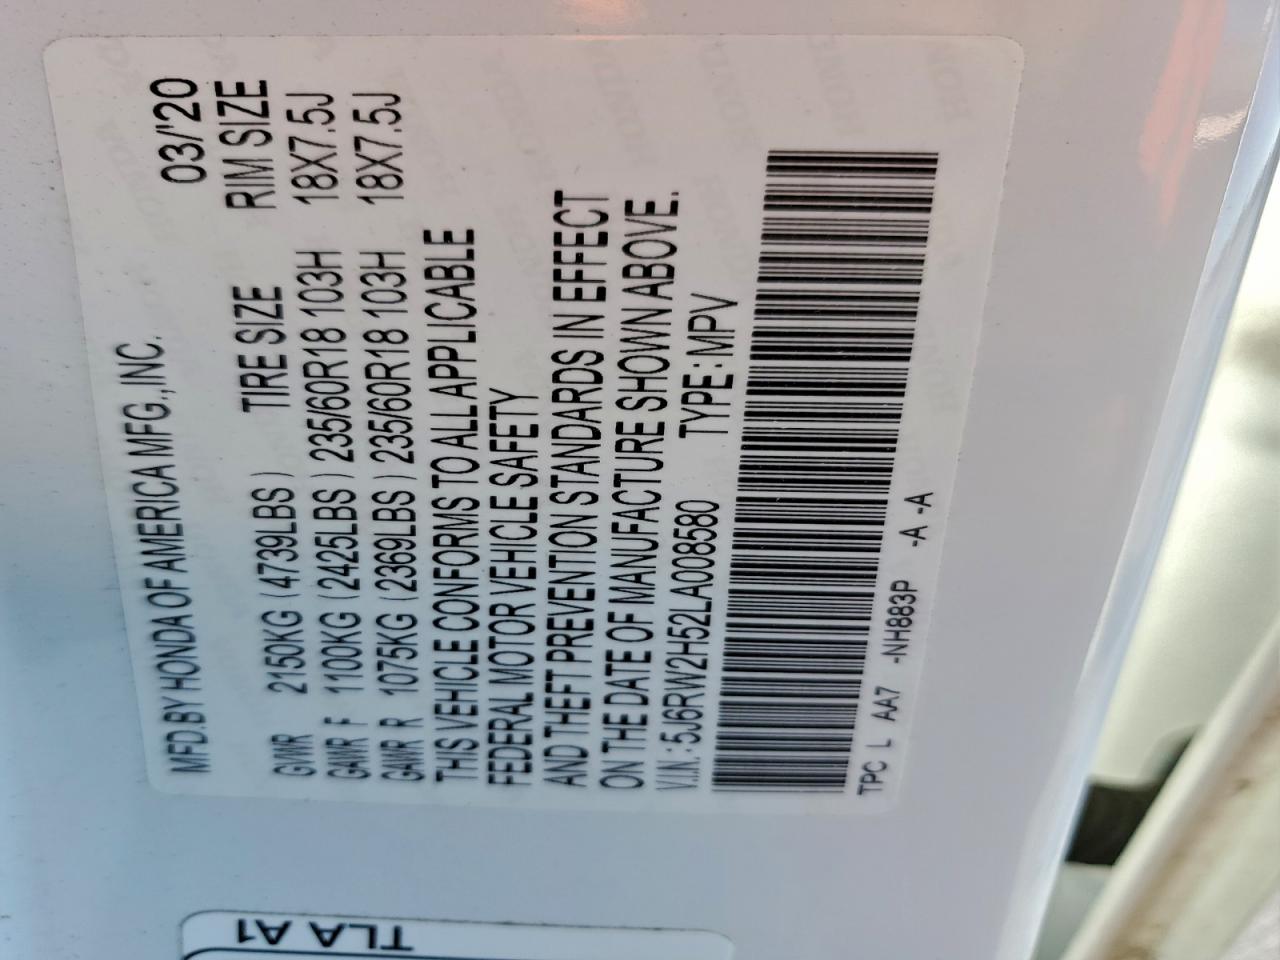 MFD.BY HONDA OF AMERICA MFG.,INC. 03/'20
GVWR 2150KG (4739LBS) TIRE SIZE RIM SIZE
GAWR F 1100KG (2425LBS) 235/60R18 103H 18X7.5J
GAWR R 1075KG (2369LBS) 235/60R18 103H 18X7.5J
THIS VEHICLE CONFORMS TO ALL APPLICABLE
FEDERAL MOTOR VEHICLE SAFETY
AND THEFT PREVENTION STANDARDS IN EFFECT
ON THE DATE OF MANUFACTURE SHOWN ABOVE.
V.I.N.: 5J6RW2H52LA008580 TYPE: MPV
TPC L AA7 -NH883P -A -A
TLA A1